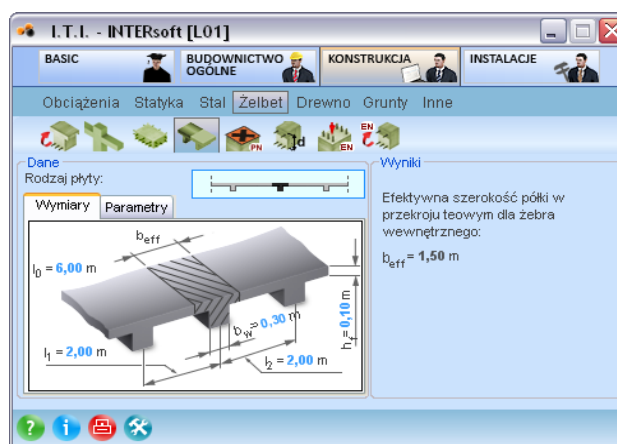 I.T.I. - INTERsoft [L01]
BASIC
BUDOWNICTWO
OGÓLNE
KONSTRUKCJA
INSTALACJE
Obciążenia Statyka Stal Żelbet Drewno Grunty Inne
PN
d
EN
EN
Dane
Rodzaj płyty:
Wymiary
Parametry
beff
l0 = 6,00 m
bw= 0,30 m
hf = 0,10 m
l1 = 2,00 m
l2 = 2,00 m
Wyniki
Efektywna szerokość półki w
przekroju teowym dla żebra
wewnętrznego:
beff = 1,50 m